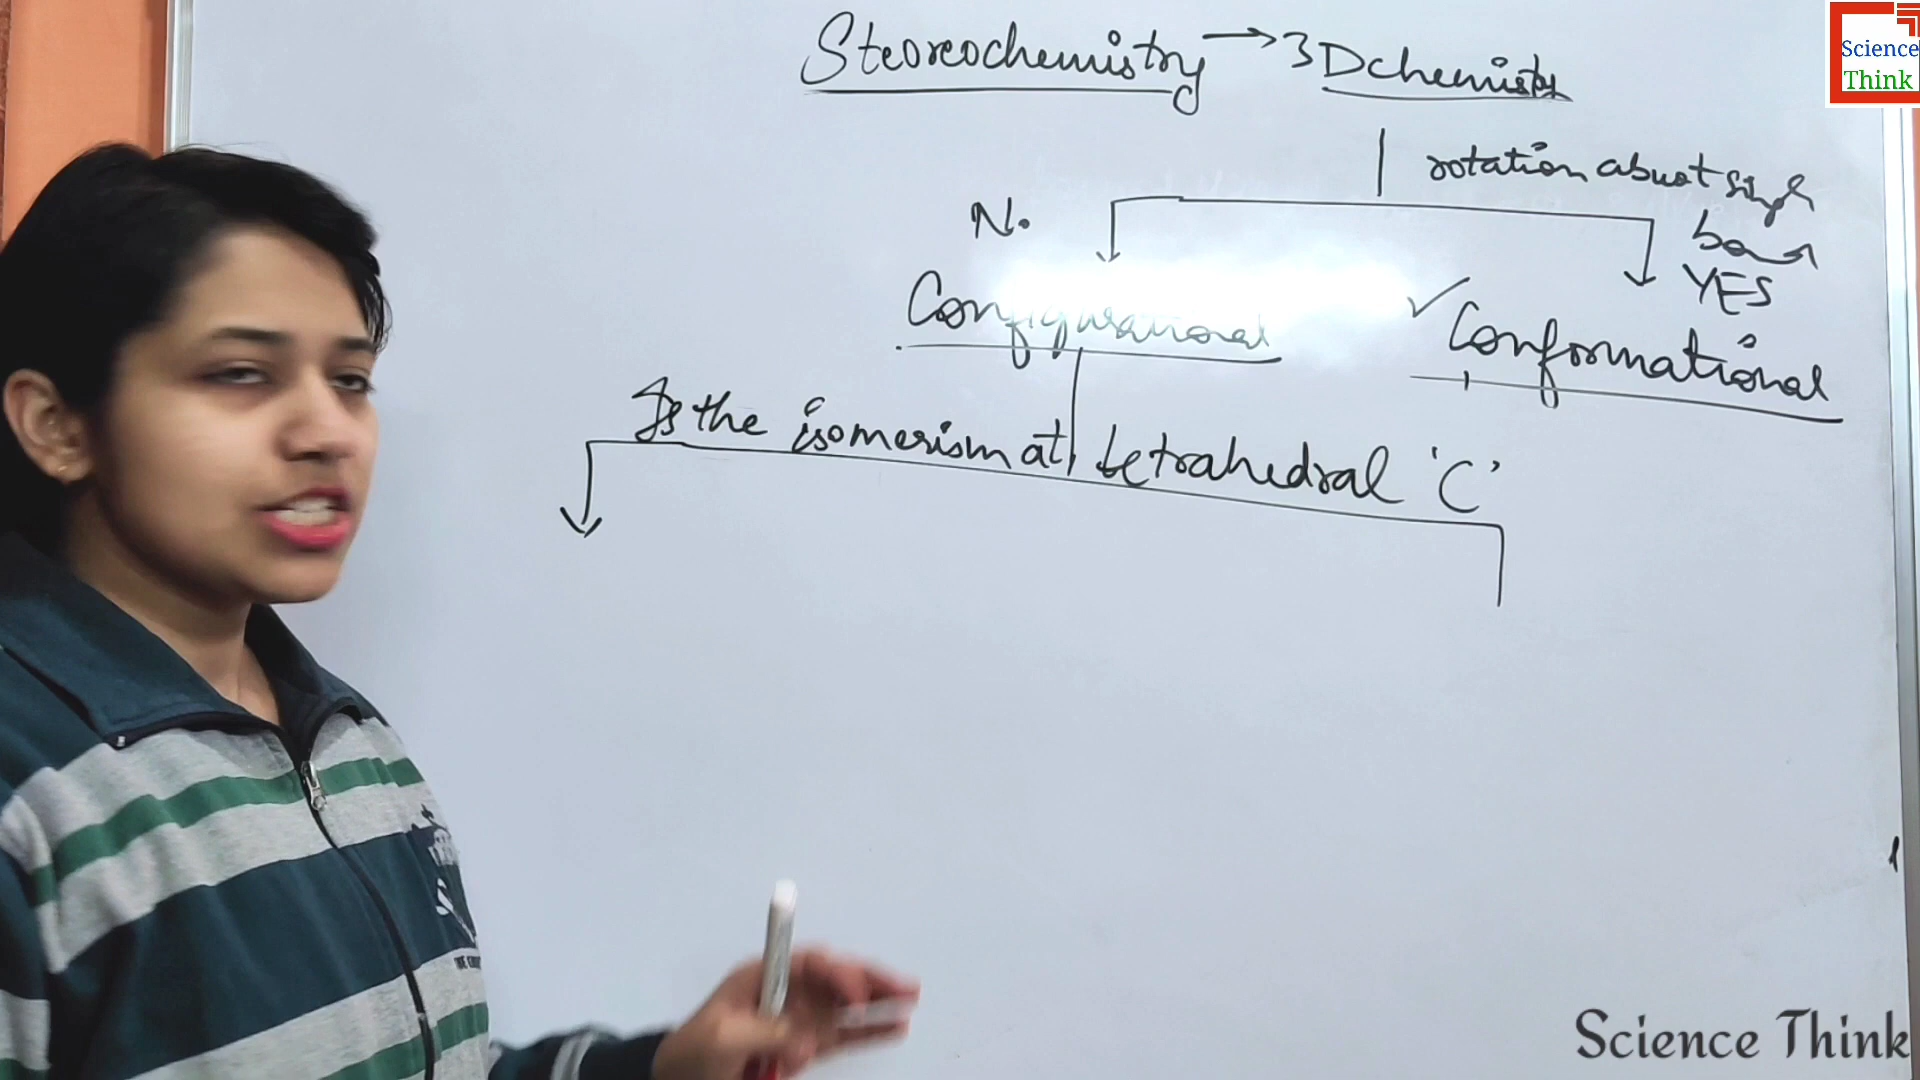 Stereochemistry → 3D chemistry
rotation about single
bond
No.
YES
Configurational
✓ Conformational
Is the isomerism at tetrahedral 'C'
Science
Think
Science Think